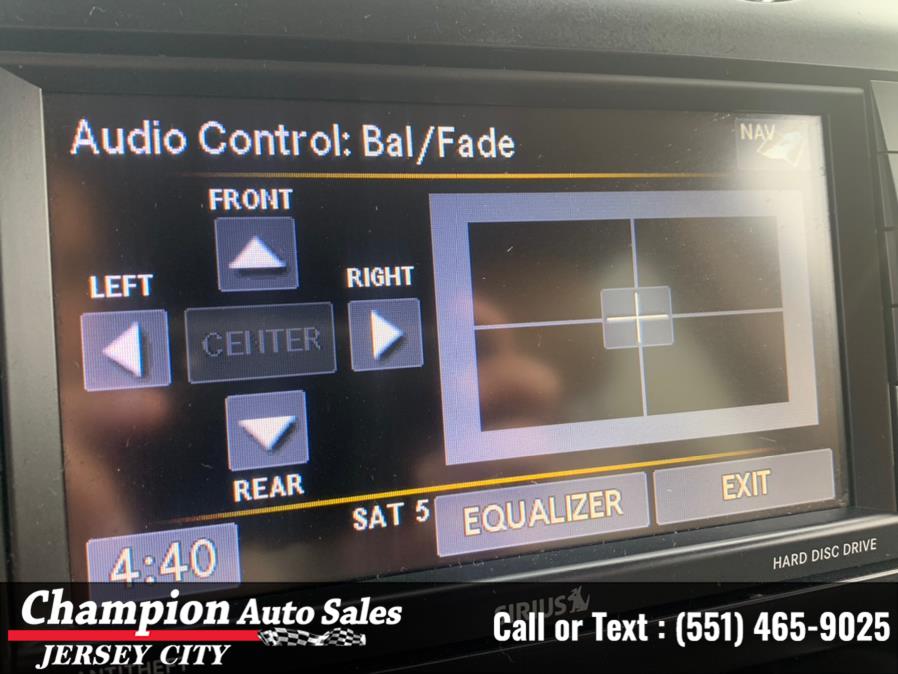 Audio Control: Bal/Fade
NAV
FRONT
LEFT
RIGHT
CENTER
REAR
SAT 5
EQUALIZER
EXIT
4:40
HARD DISC DRIVE
SIRIUS
Champion Auto Sales
JERSEY CITY
Call or Text : (551) 465-9025